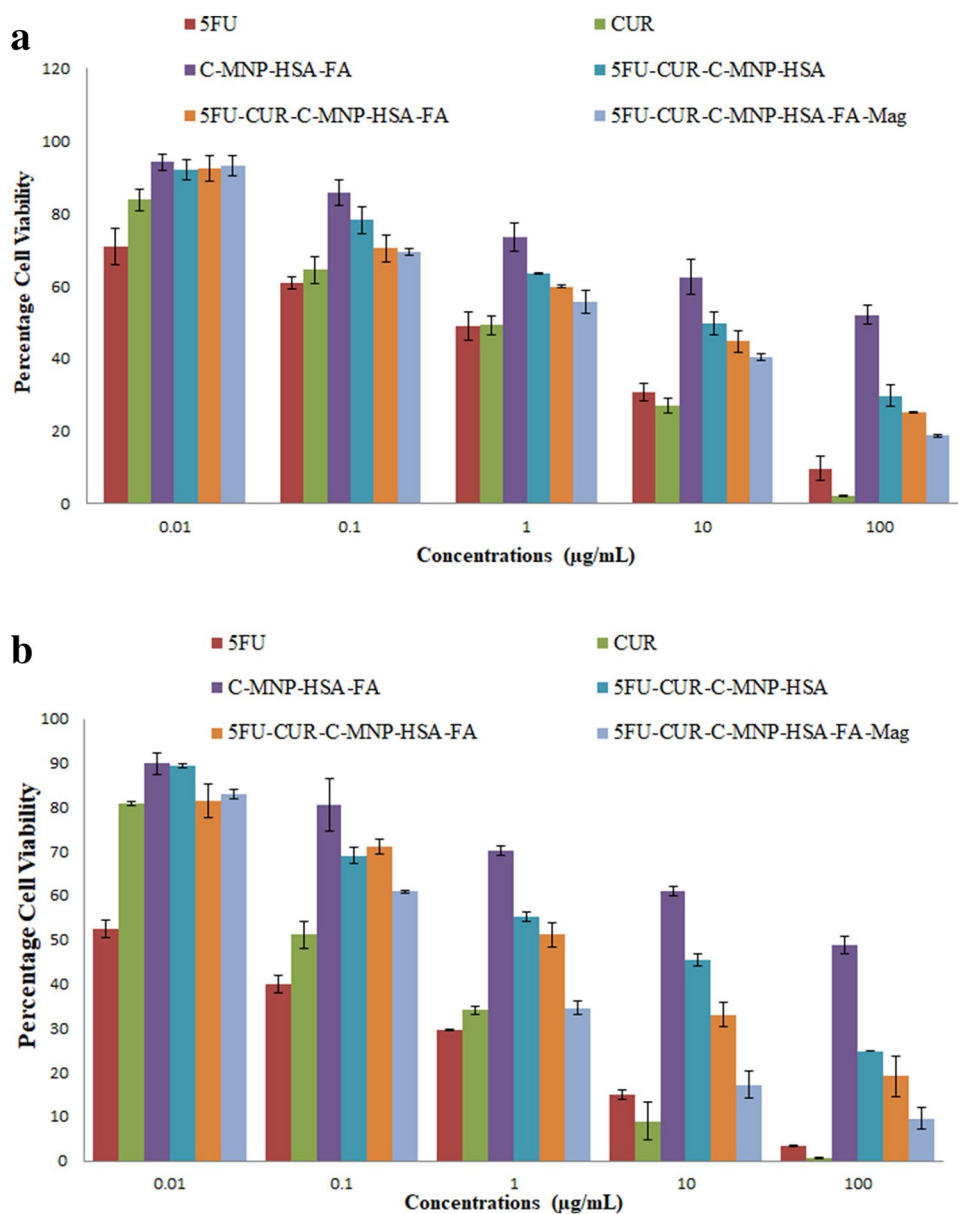 a
5FU
CUR
C-MNP-HSA-FA
5FU-CUR-C-MNP-HSA
5FU-CUR-C-MNP-HSA-FA
5FU-CUR-C-MNP-HSA-FA-Mag
Percentage Cell Viability
120
100
80
60
40
20
0
0.01
0.1
1
10
100
Concentrations (µg/mL)
b
5FU
CUR
C-MNP-HSA-FA
5FU-CUR-C-MNP-HSA
5FU-CUR-C-MNP-HSA-FA
5FU-CUR-C-MNP-HSA-FA-Mag
Percentage Cell Viability
100
90
80
70
60
50
40
30
20
10
0
0.01
0.1
1
10
100
Concentrations (µg/mL)